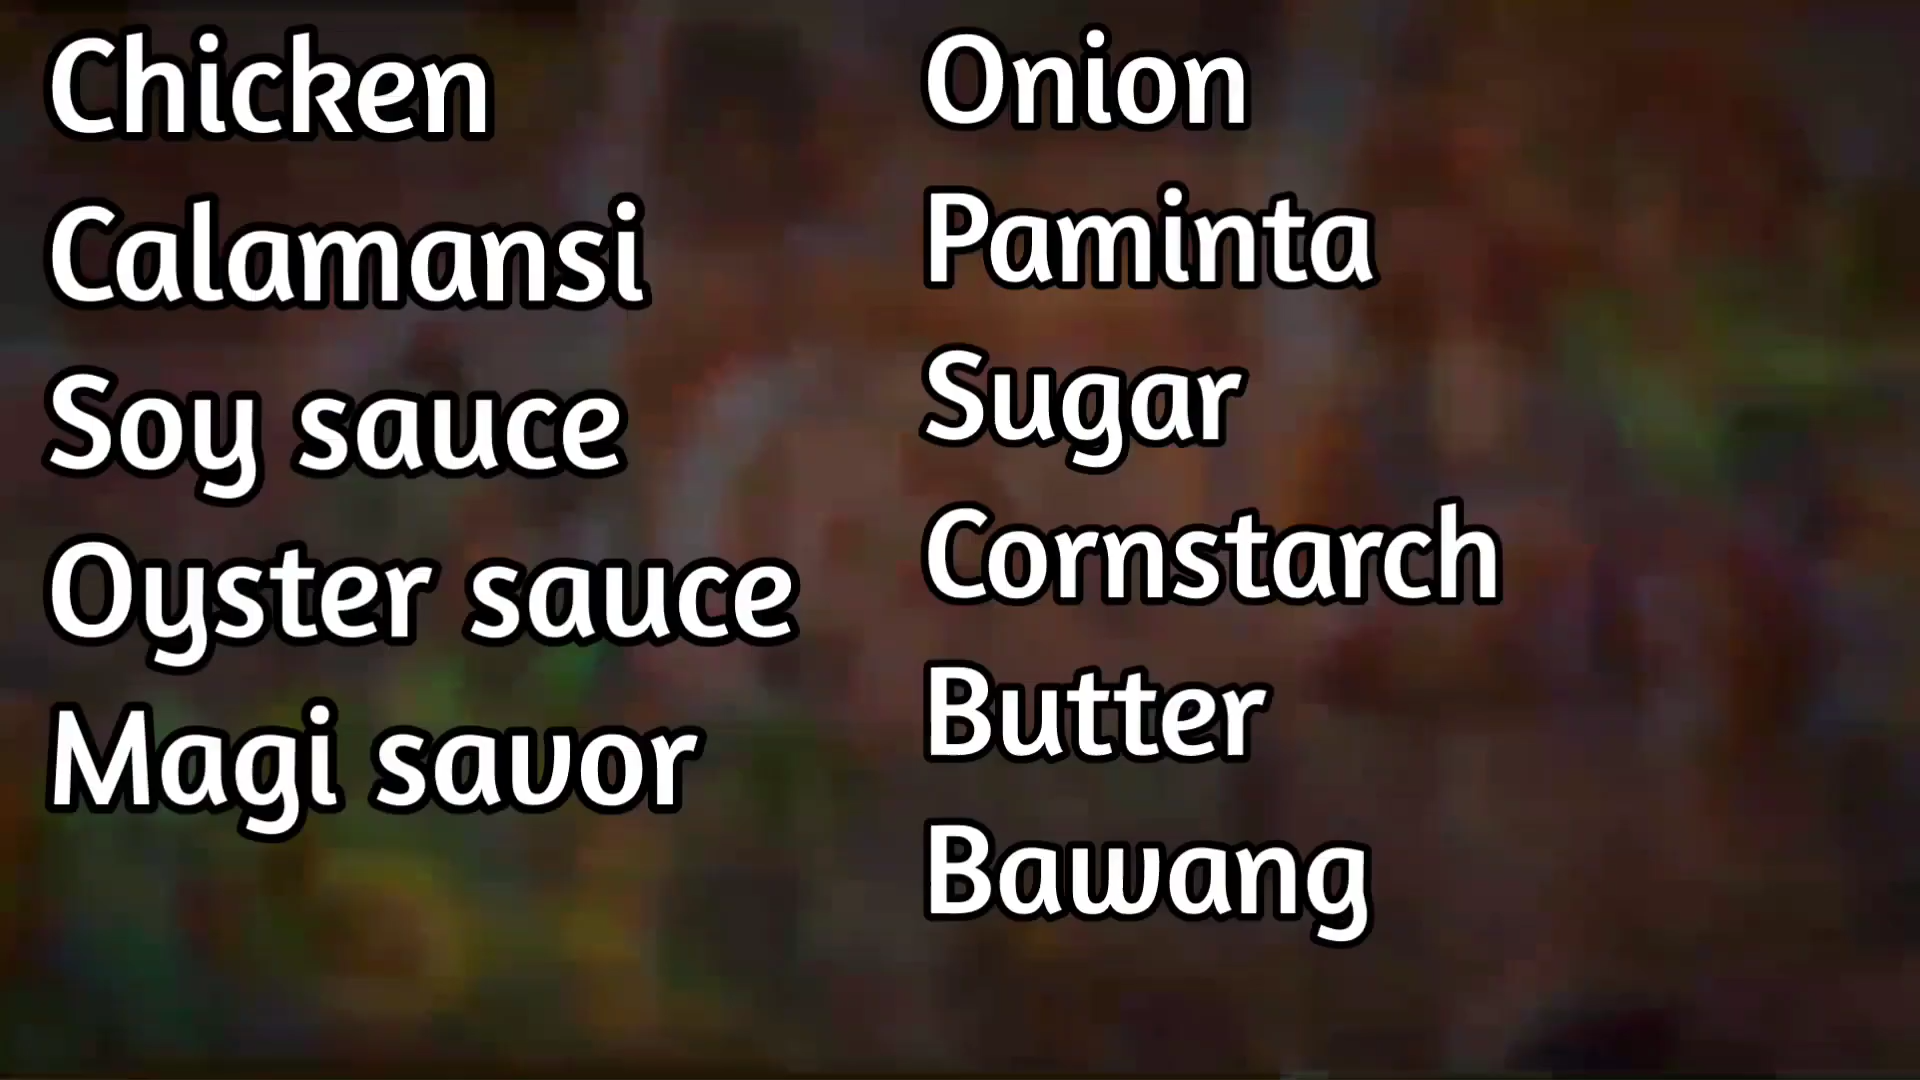 Chicken
Calamansi
Soy sauce
Oyster sauce
Magi savor
Onion
Paminta
Sugar
Cornstarch
Butter
Bawang